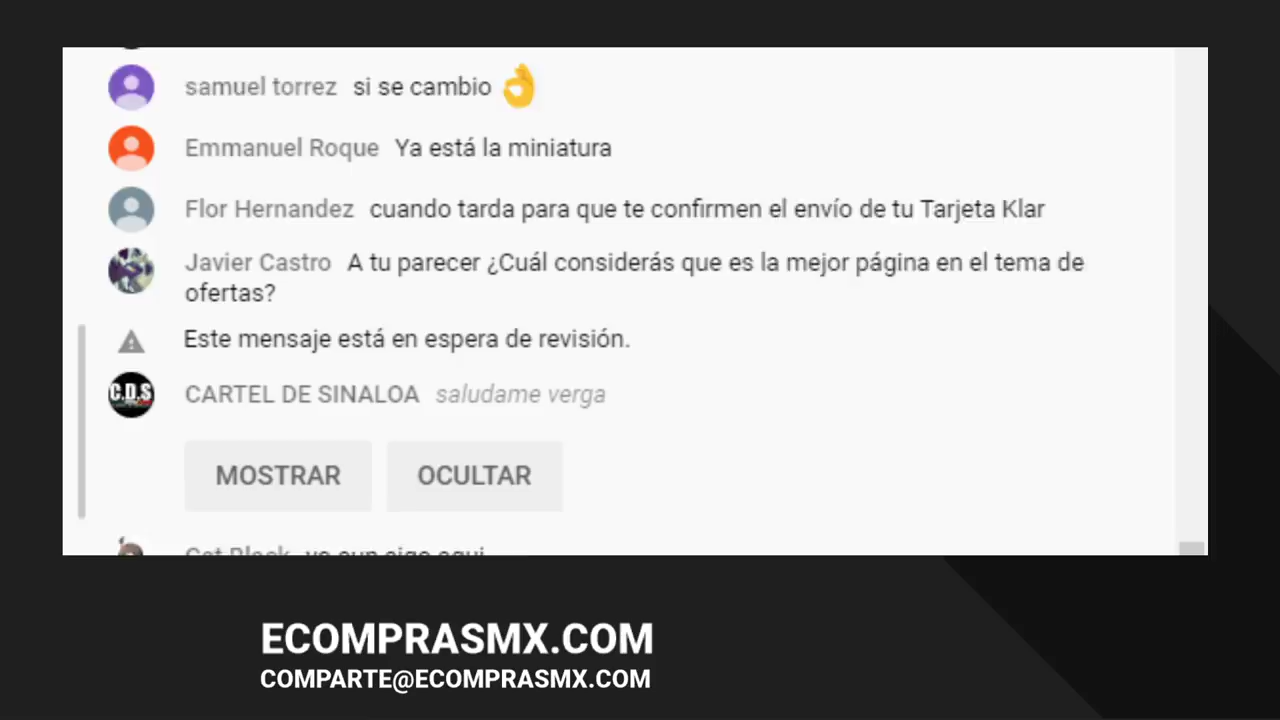 samuel torrez si se cambio 👌
Emmanuel Roque Ya está la miniatura
Flor Hernandez cuando tarda para que te confirmen el envío de tu Tarjeta Klar
Javier Castro A tu parecer ¿Cuál considerás que es la mejor página en el tema de
ofertas?
Este mensaje está en espera de revisión.
C.D.S
CARTEL DE SINALOA saludame verga
MOSTRAR OCULTAR
ECOMPRASMX.COM
COMPARTE@ECOMPRASMX.COM